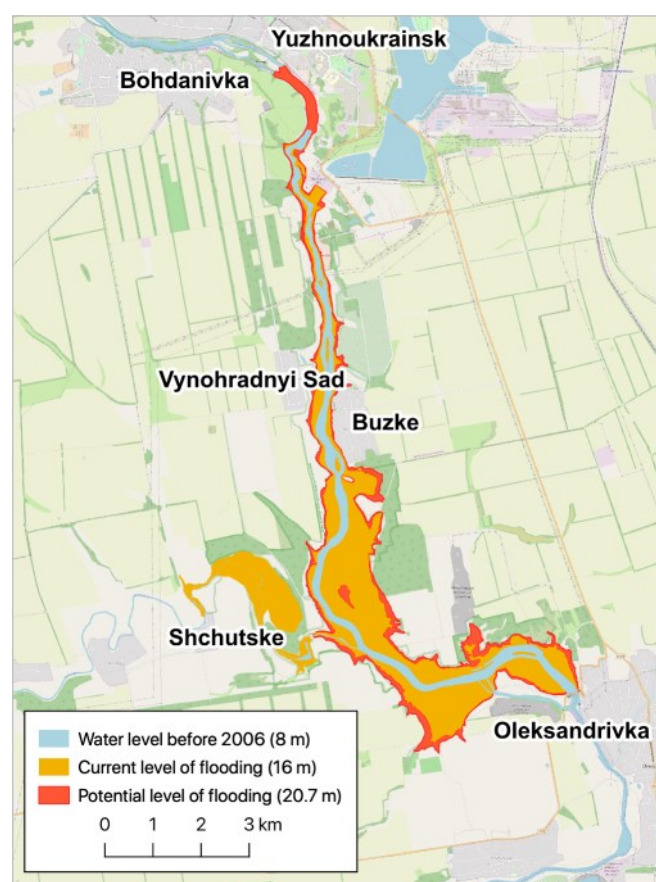 Yuzhnoukrainsk
Bohdanivka
Vynohradnyi Sad
Buzke
Shchutske
Oleksandrivka
Water level before 2006 (8 m)
Current level of flooding (16 m)
Potential level of flooding (20.7 m)
0 1 2 3 km